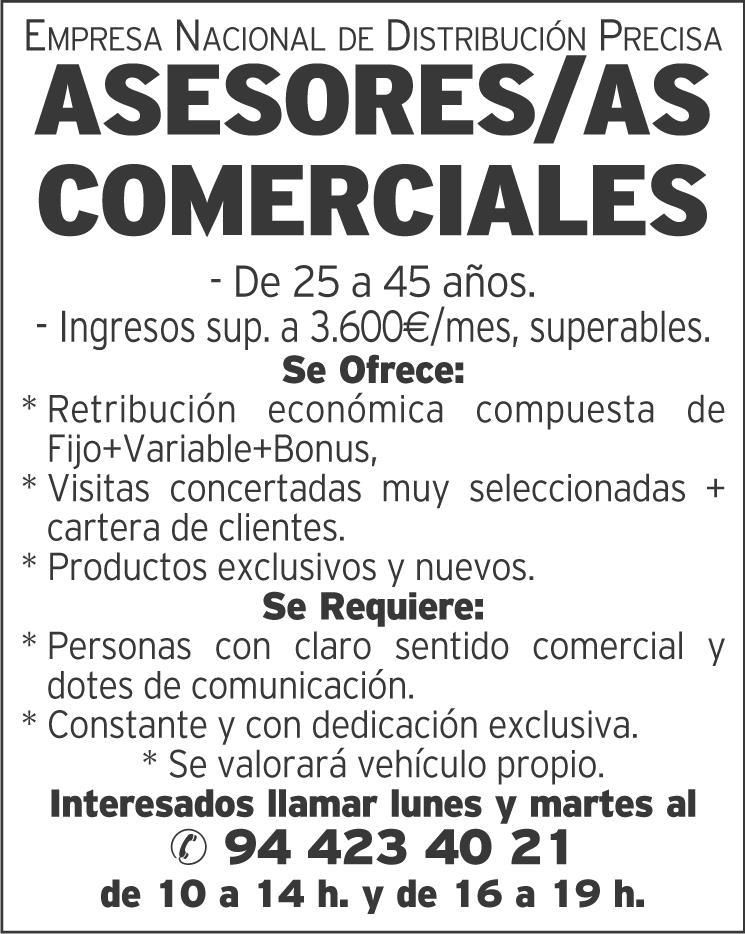 EMPRESA NACIONAL DE DISTRIBUCIÓN PRECISA
ASESORES/AS
COMERCIALES
- De 25 a 45 años.
- Ingresos sup. a 3.600€/mes, superables.
Se Ofrece:
* Retribución económica compuesta de
Fijo+Variable+Bonus,
* Visitas concertadas muy seleccionadas +
cartera de clientes.
* Productos exclusivos y nuevos.
Se Requiere:
* Personas con claro sentido comercial y
dotes de comunicación.
* Constante y con dedicación exclusiva.
* Se valorará vehículo propio.
Interesados llamar lunes y martes al
✆ 94 423 40 21
de 10 a 14 h. y de 16 a 19 h.